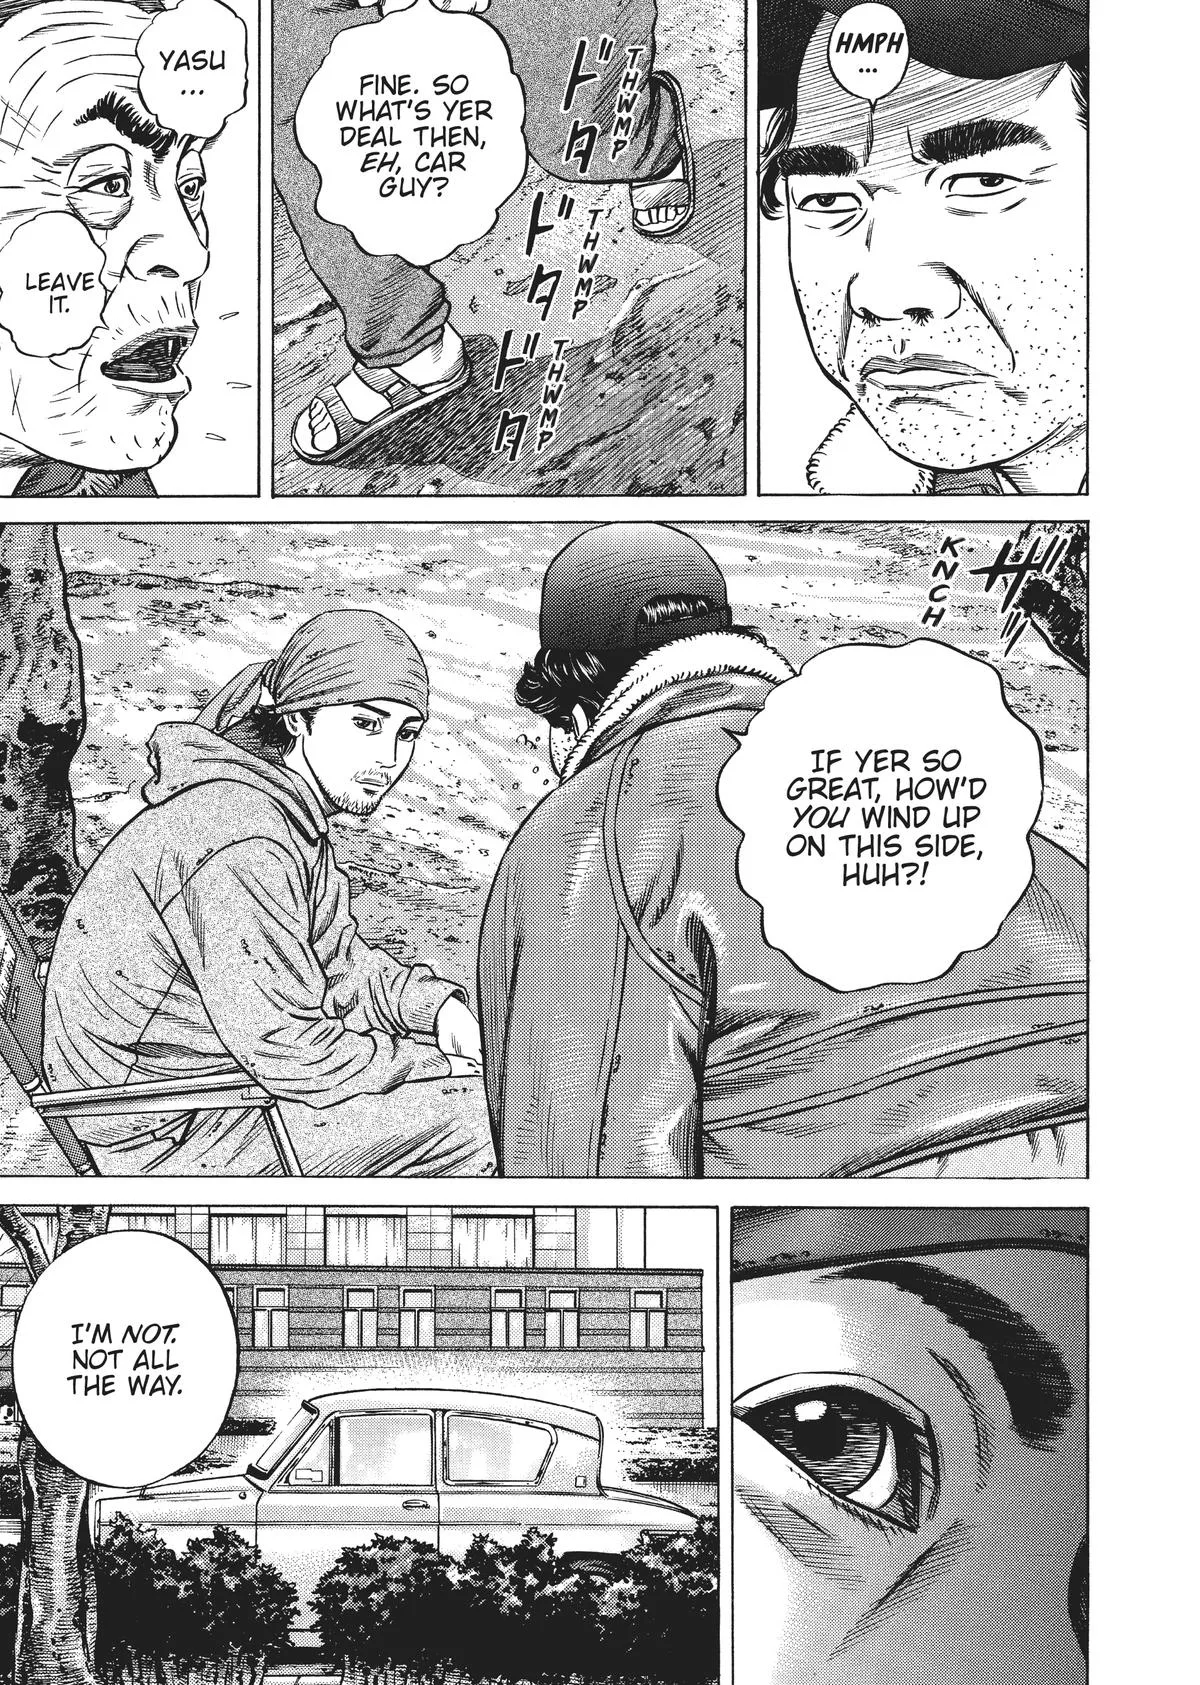 HMPH
...
FINE. SO
WHAT'S YER
DEAL THEN,
EH, CAR
GUY?
ドタ
THWMP
ドタ
THWMP
ドタ
THWMP
YASU
...
LEAVE
IT.
ザッ
KNCH
IF YER SO
GREAT, HOW'D
YOU WIND UP
ON THIS SIDE,
HUH?!
I'M NOT.
NOT ALL
THE WAY.